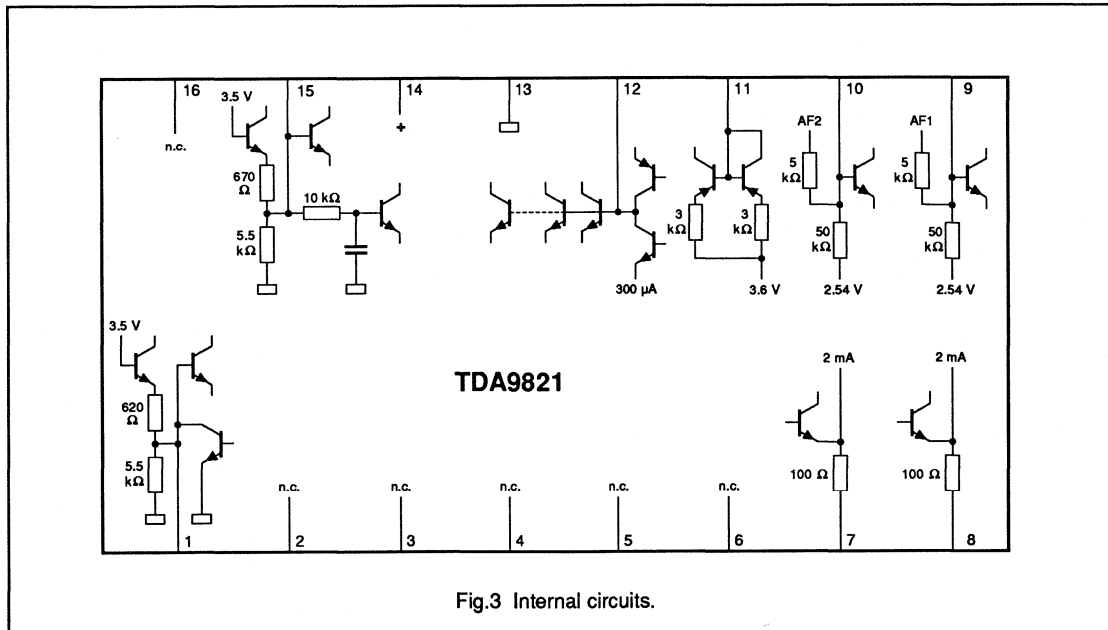 16 15 14 13 12 11 10 9
3.5 V
+
AF2
AF1
n.c.
5
kΩ
5
kΩ
670
Ω
10 kΩ
3
kΩ
3
kΩ
5.5
kΩ
50
kΩ
50
kΩ
300 µA
3.6 V
2.54 V
2.54 V
3.5 V
TDA9821
2 mA
2 mA
620
Ω
5.5
kΩ
100 Ω
100 Ω
n.c.
n.c.
n.c.
n.c.
n.c.
1 2 3 4 5 6 7 8
Fig.3 Internal circuits.